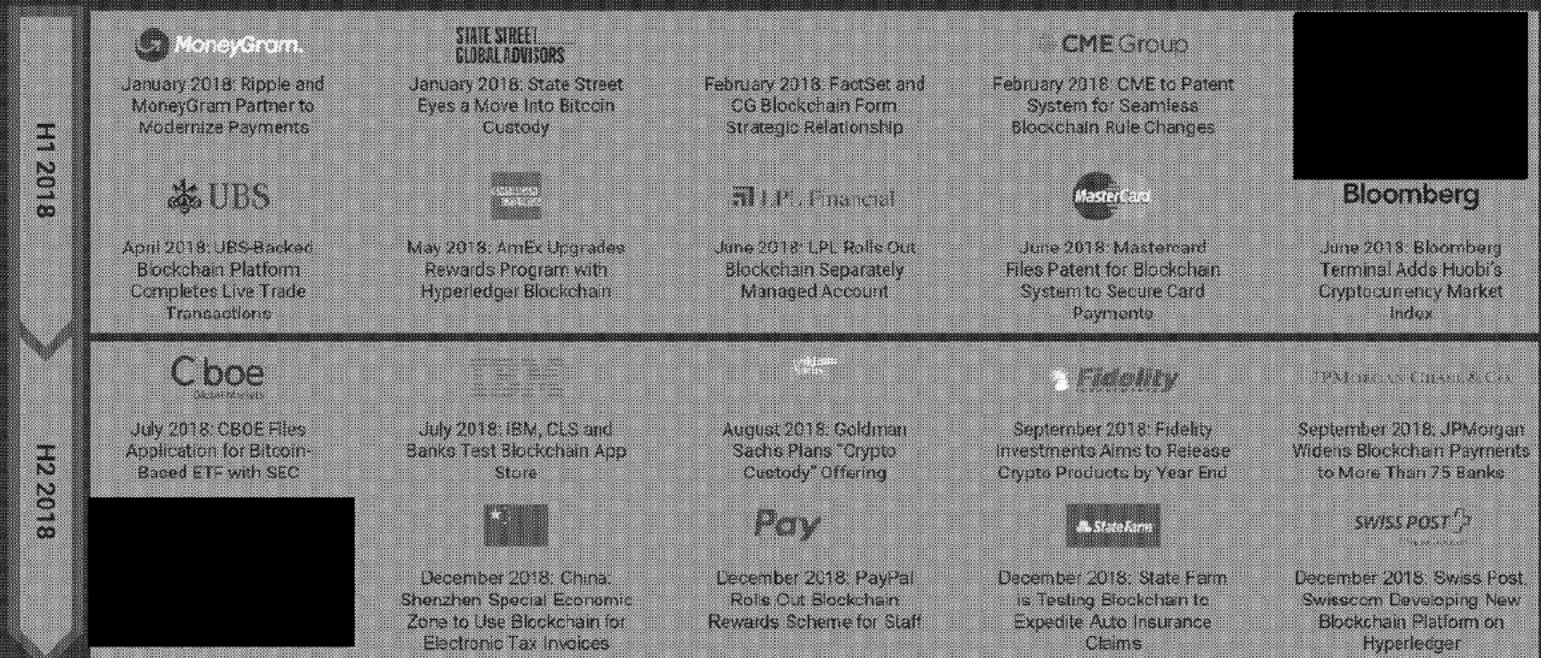 H1 2018
MoneyGram.
January 2018: Ripple and
MoneyGram Partner to
Modernize Payments
STATE STREET
GLOBAL ADVISORS
January 2018: State Street
Eyes a Move Into Bitcoin
Custody
February 2018: FactSet and
CG Blockchain Form
Strategic Relationship
CME Group
February 2018: CME to Patent
System for Seamless
Blockchain Rule Changes
UBS
April 2018: UBS-Backed
Blockchain Platform
Completes Live Trade
Transactions
AMERICAN
EXPRESS
May 2018: AmEx Upgrades
Rewards Program with
Hyperledger Blockchain
LPL Financial
June 2018: LPL Rolls Out
Blockchain Separately
Managed Account
MasterCard
June 2018: Mastercard
Files Patent for Blockchain
System to Secure Card
Payments
Bloomberg
June 2018: Bloomberg
Terminal Adds Huobi's
Cryptocurrency Market
Index
H2 2018
Cboe
Global Markets
July 2018: CBOE Files
Application for Bitcoin-
Based ETF with SEC
IBM
July 2018: IBM, CLS and
Banks Test Blockchain App
Store
Goldman
Sachs
August 2018: Goldman
Sachs Plans "Crypto
Custody" Offering
Fidelity
INVESTMENTS
September 2018: Fidelity
Investments Aims to Release
Crypto Products by Year End
JPMORGAN CHASE & CO.
September 2018: JPMorgan
Widens Blockchain Payments
to More Than 75 Banks
December 2018: China:
Shenzhen Special Economic
Zone to Use Blockchain for
Electronic Tax Invoices
Pay
December 2018: PayPal
Rolls Out Blockchain
Rewards Scheme for Staff
State Farm
December 2018: State Farm
is Testing Blockchain to
Expedite Auto Insurance
Claims
SWISS POST
December 2018: Swiss Post,
Swisscom Developing New
Blockchain Platform on
Hyperledger